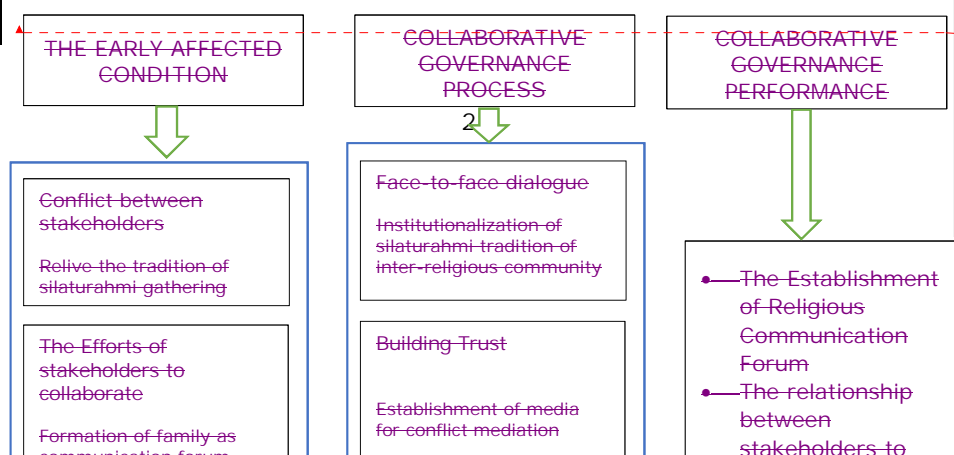 THE EARLY AFFECTED
CONDITION
COLLABORATIVE
GOVERNANCE
PROCESS
COLLABORATIVE
GOVERNANCE
PERFORMANCE
2
Conflict between
stakeholders
Relive the tradition of
silaturahmi gathering
The Efforts of
stakeholders to
collaborate
Formation of family as
communication forum
Face-to-face dialogue
Institutionalization of
silaturahmi tradition of
inter-religious community
Building Trust
Establishment of media
for conflict mediation
• The Establishment
of Religious
Communication
Forum
• The relationship
between
stakeholders to